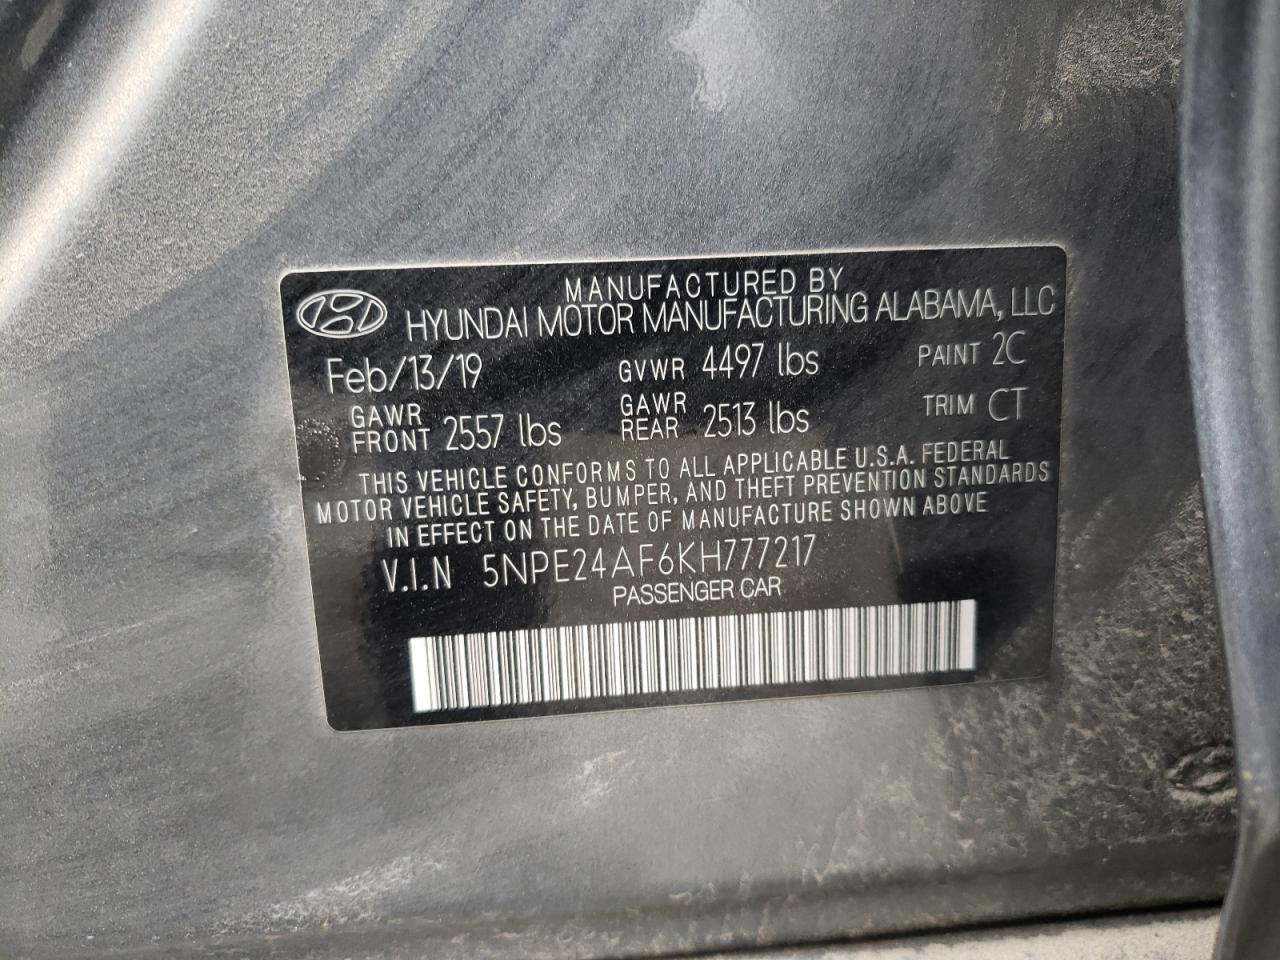 MANUFACTURED BY
HYUNDAI MOTOR MANUFACTURING ALABAMA, LLC
Feb/13/19 GVWR 4497 lbs PAINT 2C
GAWR FRONT 2557 lbs GAWR REAR 2513 lbs TRIM CT
THIS VEHICLE CONFORMS TO ALL APPLICABLE U.S.A. FEDERAL
MOTOR VEHICLE SAFETY, BUMPER, AND THEFT PREVENTION STANDARDS
IN EFFECT ON THE DATE OF MANUFACTURE SHOWN ABOVE
V.I.N 5NPE24AF6KH777217
PASSENGER CAR